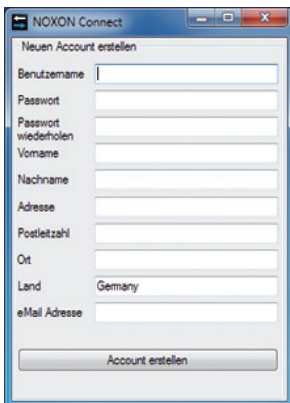 NOXON Connect
Neuen Account erstellen
Benutzername
Passwort
Passwort
wiederholen
Vorname
Nachname
Adresse
Postleitzahl
Ort
Land Germany
eMail Adresse
Account erstellen